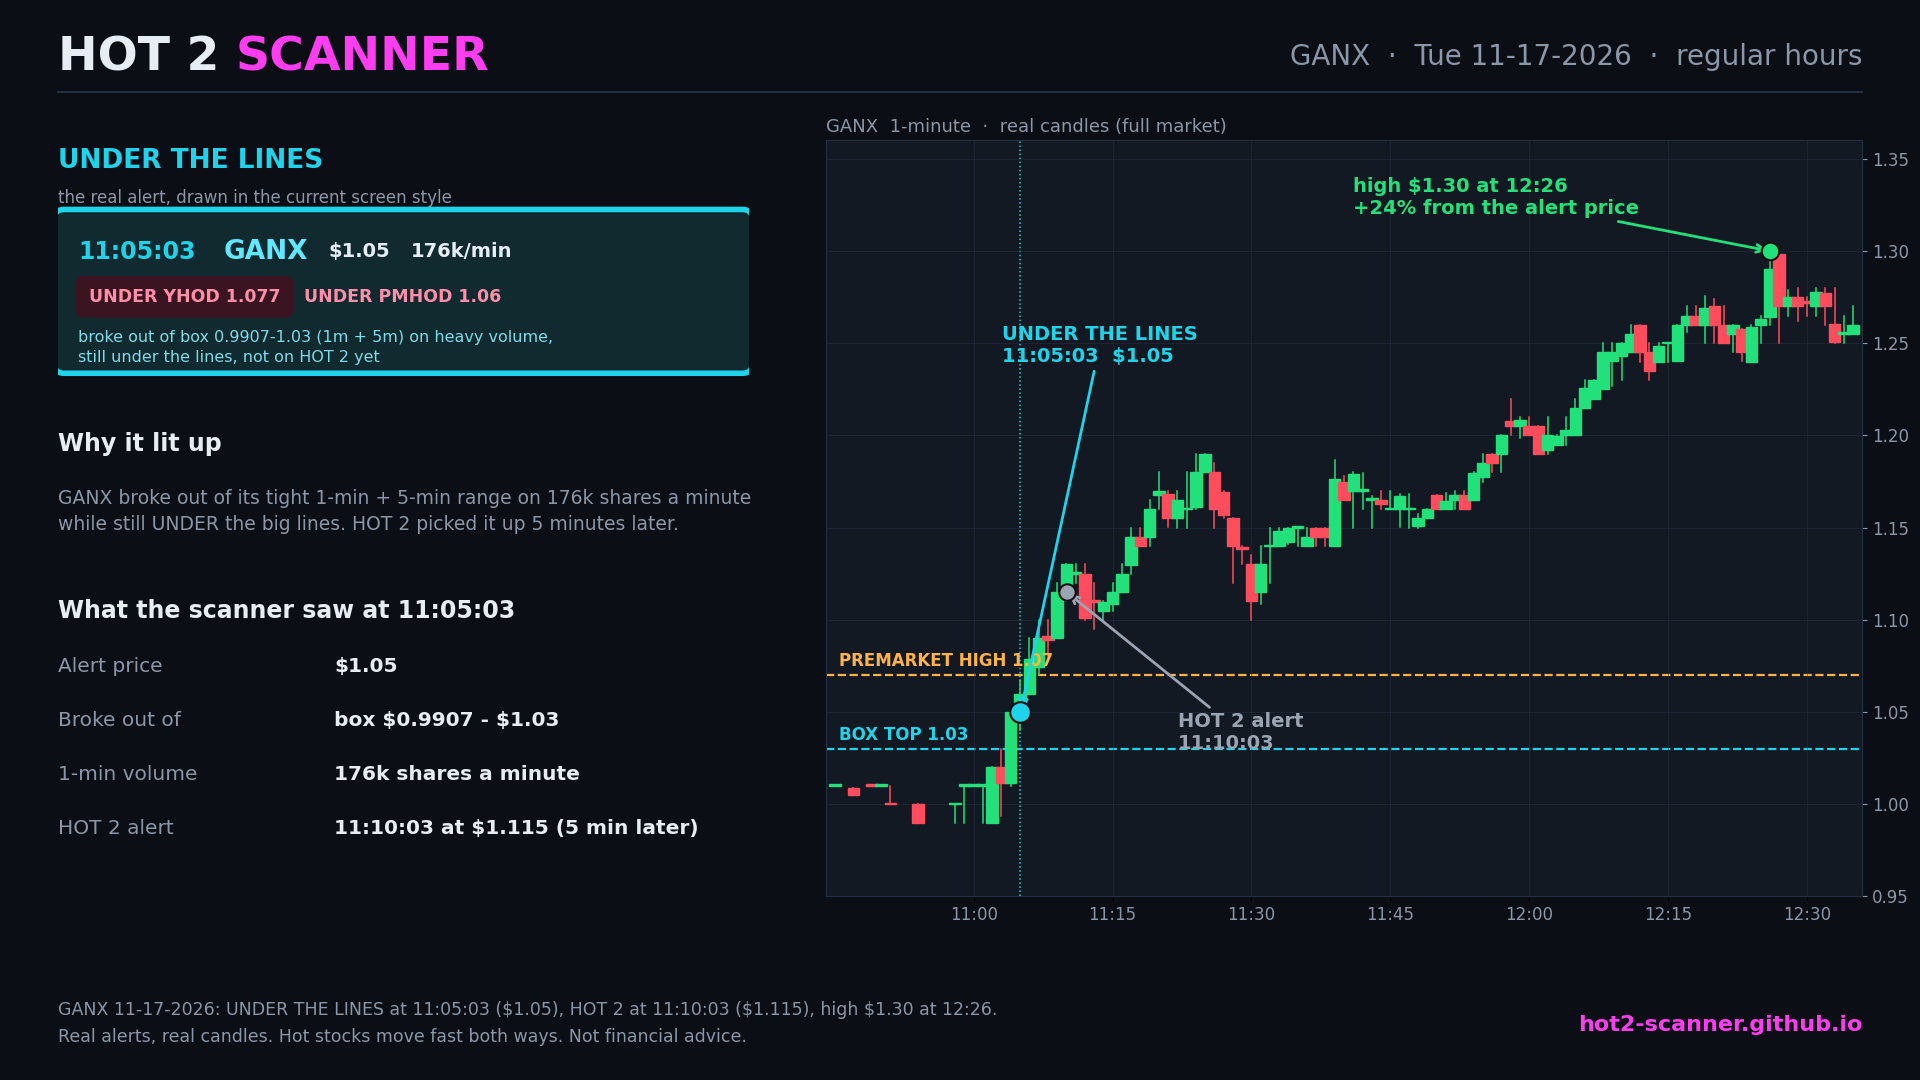 HOT 2 SCANNER
GANX · Tue 11-17-2026 · regular hours
UNDER THE LINES
the real alert, drawn in the current screen style
11:05:03 GANX $1.05 176k/min
UNDER YHOD 1.077 UNDER PMHOD 1.06
broke out of box 0.9907-1.03 (1m + 5m) on heavy volume,
still under the lines, not on HOT 2 yet
Why it lit up
GANX broke out of its tight 1-min + 5-min range on 176k shares a minute
while still UNDER the big lines. HOT 2 picked it up 5 minutes later.
What the scanner saw at 11:05:03
Alert price $1.05
Broke out of box $0.9907 - $1.03
1-min volume 176k shares a minute
HOT 2 alert 11:10:03 at $1.115 (5 min later)
GANX 1-minute · real candles (full market)
high $1.30 at 12:26
+24% from the alert price
UNDER THE LINES
11:05:03 $1.05
PREMARKET HIGH 1.07
BOX TOP 1.03
HOT 2 alert
11:10:03
1.35
1.30
1.25
1.20
1.15
1.10
1.05
1.00
0.95
11:00 11:15 11:30 11:45 12:00 12:15 12:30
GANX 11-17-2026: UNDER THE LINES at 11:05:03 ($1.05), HOT 2 at 11:10:03 ($1.115), high $1.30 at 12:26.
Real alerts, real candles. Hot stocks move fast both ways. Not financial advice.
hot2-scanner.github.io